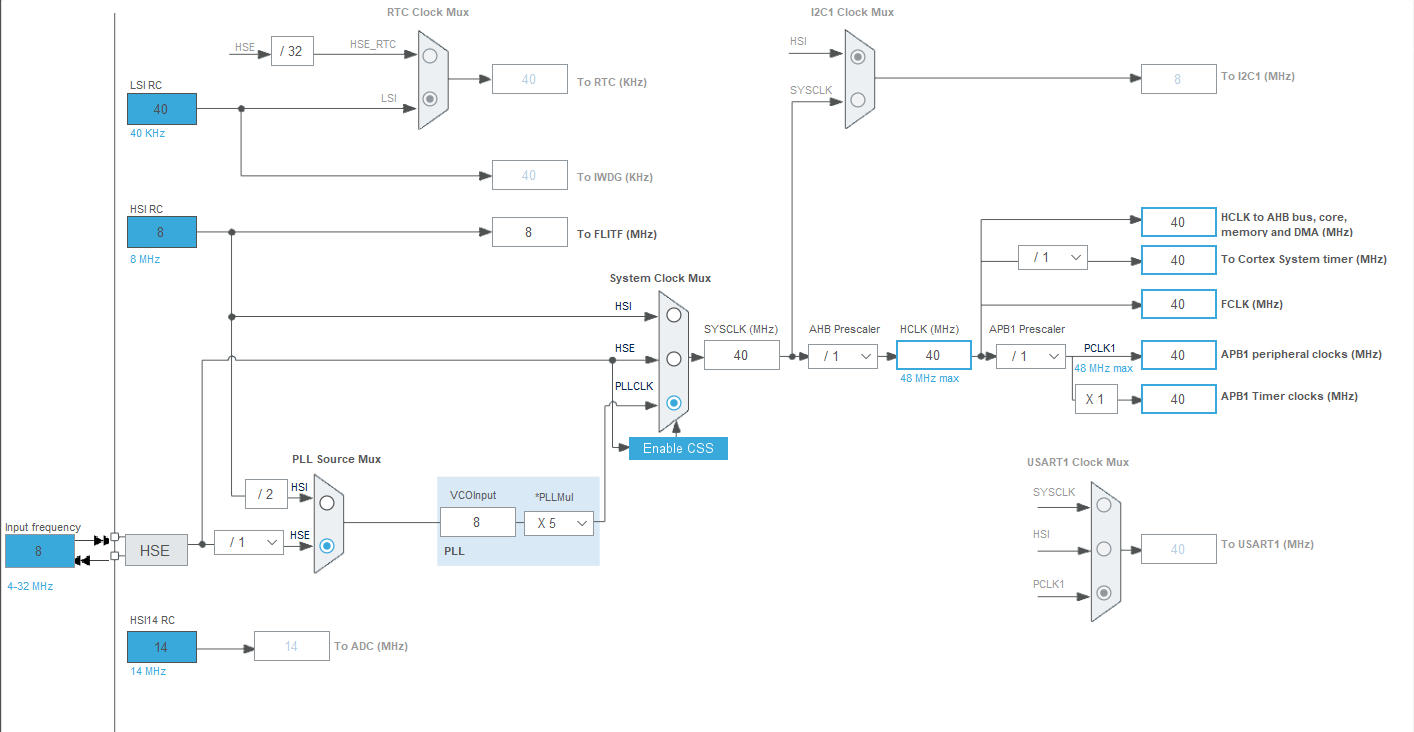 RTC Clock Mux
I2C1 Clock Mux
HSE
/ 32
HSE_RTC
HSI
LSI RC
40
To RTC (KHz)
8
To I2C1 (MHz)
40
LSI
SYSCLK
40 KHz
40
To IWDG (KHz)
HSI RC
8
8
To FLITF (MHz)
8 MHz
40
HCLK to AHB bus, core,
memory and DMA (MHz)
/ 1
40
To Cortex System timer (MHz)
System Clock Mux
HSI
40
FCLK (MHz)
SYSCLK (MHz)
AHB Prescaler
HCLK (MHz)
APB1 Prescaler
HSE
40
/ 1
40
/ 1
PCLK1
40
APB1 peripheral clocks (MHz)
48 MHz max
48 MHz max
PLLCLK
X 1
40
APB1 Timer clocks (MHz)
Enable CSS
PLL Source Mux
USART1 Clock Mux
/ 2
HSI
VCOInput
*PLLMul
SYSCLK
8
X 5
Input frequency
8
HSE
/ 1
HSE
PLL
HSI
40
To USART1 (MHz)
4-32 MHz
PCLK1
HSI14 RC
14
14
To ADC (MHz)
14 MHz